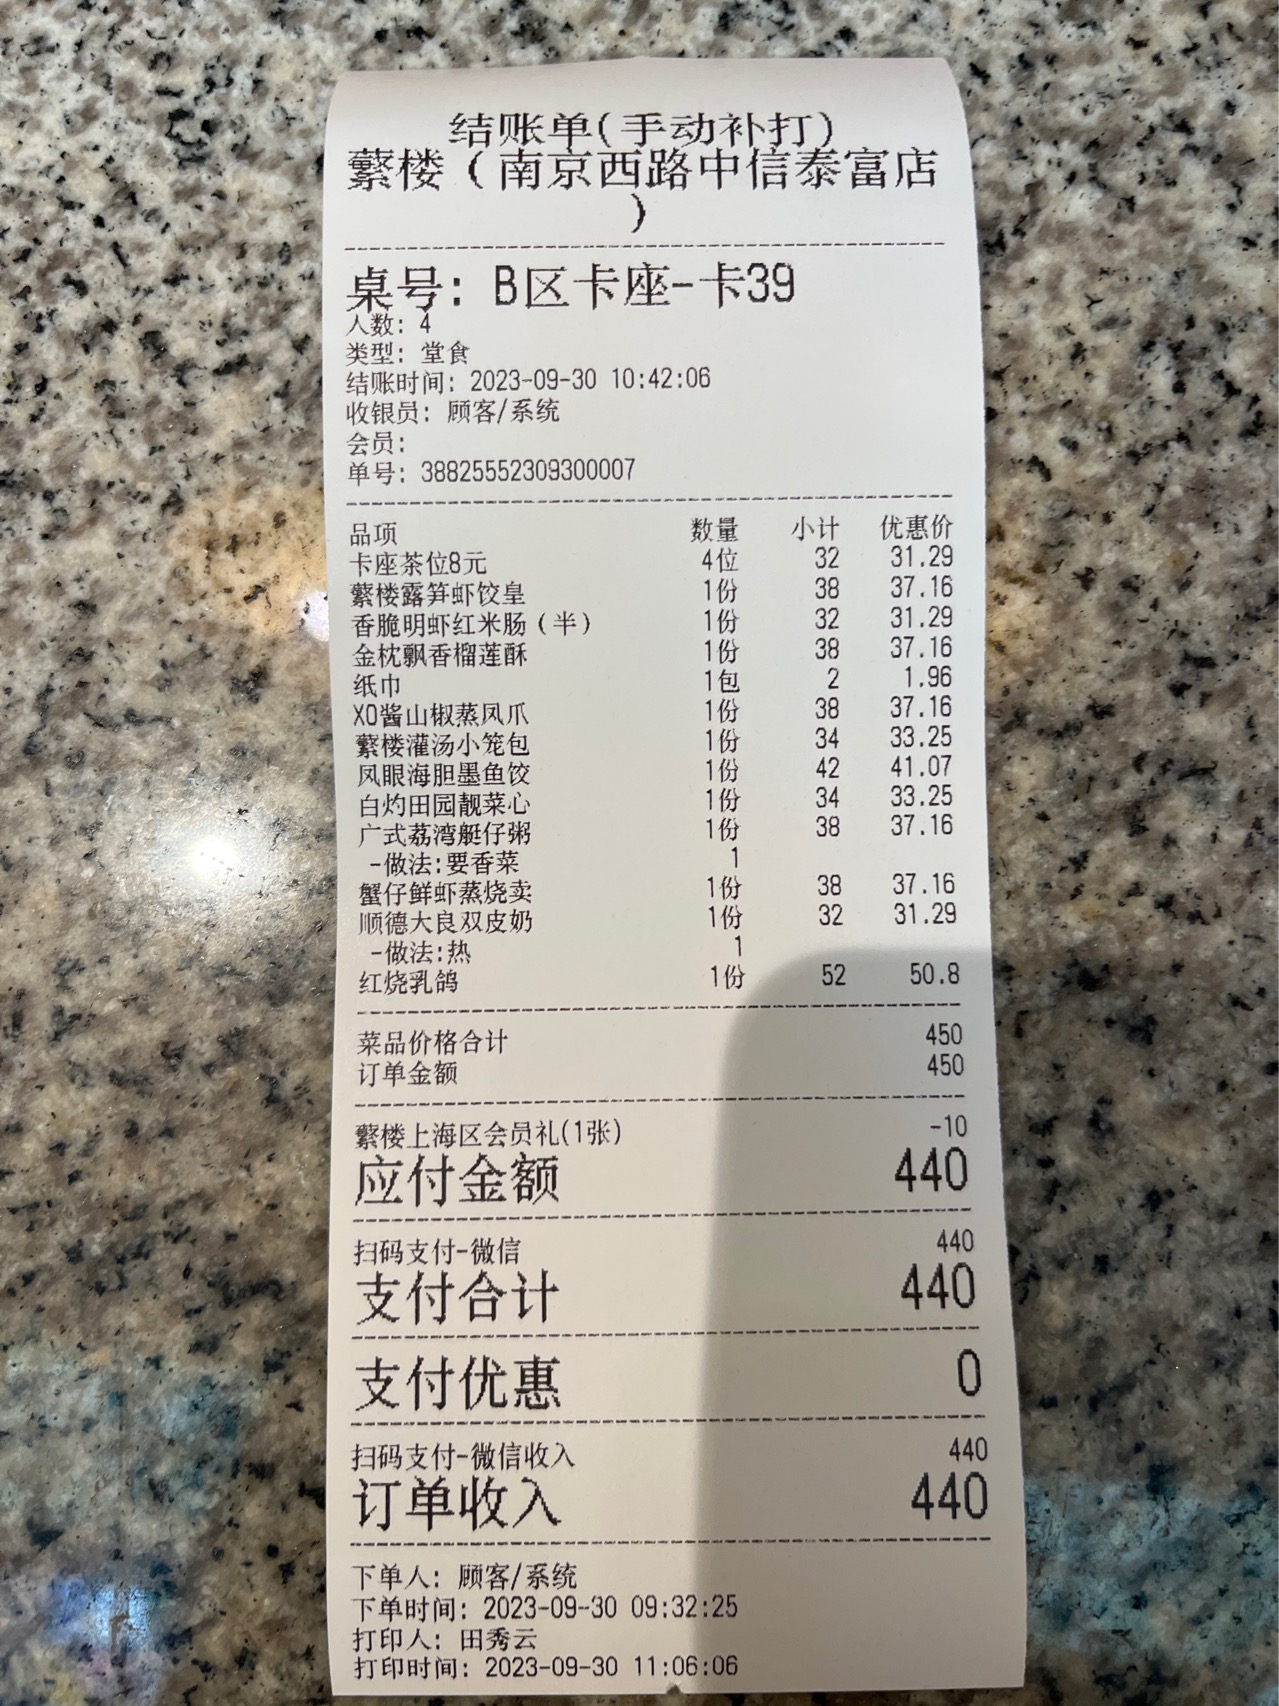 结账单(手动补打)
蘩楼（南京西路中信泰富店
）
桌号: B区卡座-卡39
人数: 4
类型: 堂食
结账时间: 2023-09-30 10:42:06
收银员: 顾客/系统
会员:
单号: 38825552309300007
品项 数量 小计 优惠价
卡座茶位8元 4位 32 31.29
蘩楼露笋虾饺皇 1份 38 37.16
香脆明虾红米肠（半） 1份 32 31.29
金枕飘香榴莲酥 1份 38 37.16
纸巾 1包 2 1.96
XO酱山椒蒸凤爪 1份 38 37.16
蘩楼灌汤小笼包 1份 34 33.25
凤眼海胆墨鱼饺 1份 42 41.07
白灼田园靓菜心 1份 34 33.25
广式荔湾艇仔粥 1份 38 37.16
-做法:要香菜 1
蟹仔鲜虾蒸烧卖 1份 38 37.16
顺德大良双皮奶 1份 32 31.29
-做法:热 1
红烧乳鸽 1份 52 50.8
菜品价格合计 450
订单金额 450
蘩楼上海区会员礼(1张) -10
应付金额 440
扫码支付-微信 440
支付合计 440
支付优惠 0
扫码支付-微信收入 440
订单收入 440
下单人: 顾客/系统
下单时间: 2023-09-30 09:32:25
打印人: 田秀云
打印时间: 2023-09-30 11:06:06